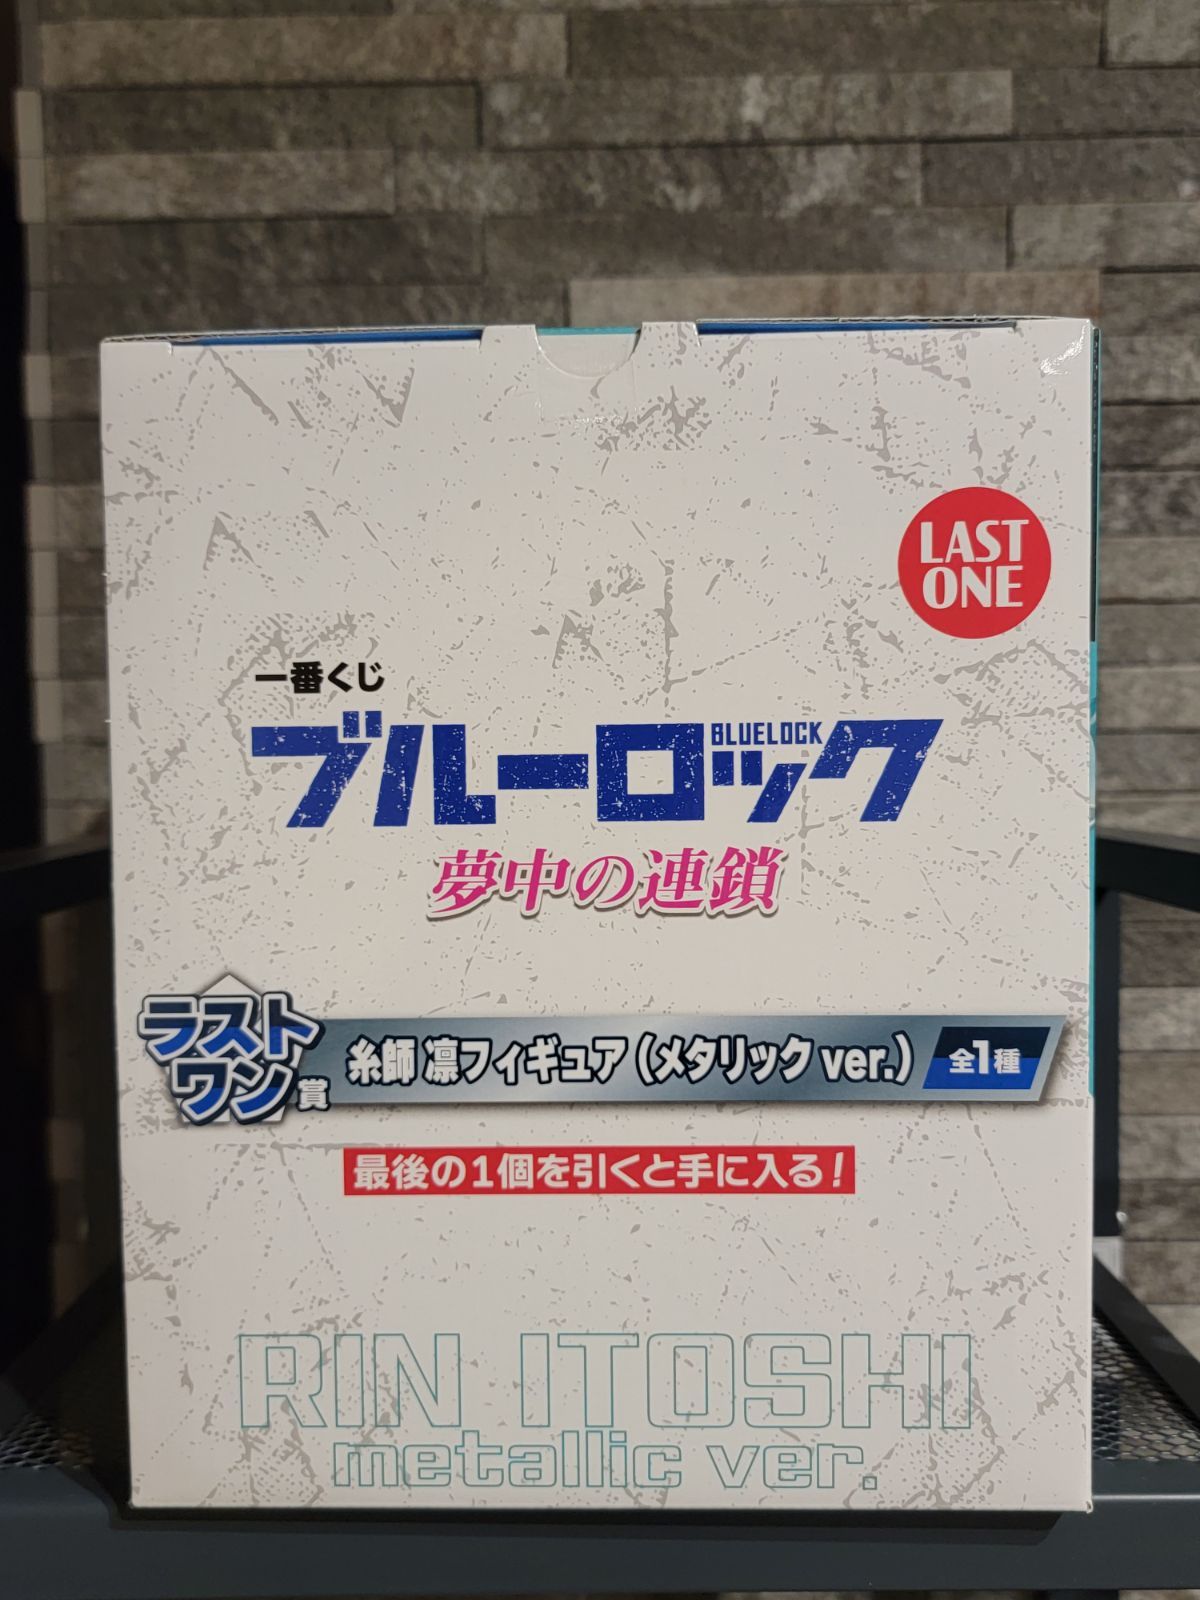 LAST
ONE
一番くじ
ブルーロック
BLUELOCK
夢中の連鎖
ラスト
ワン賞
糸師 凛フィギュア(メタリックver.)
全1種
最後の1個を引くと手に入る!
RIN ITOSHI
metallic ver.